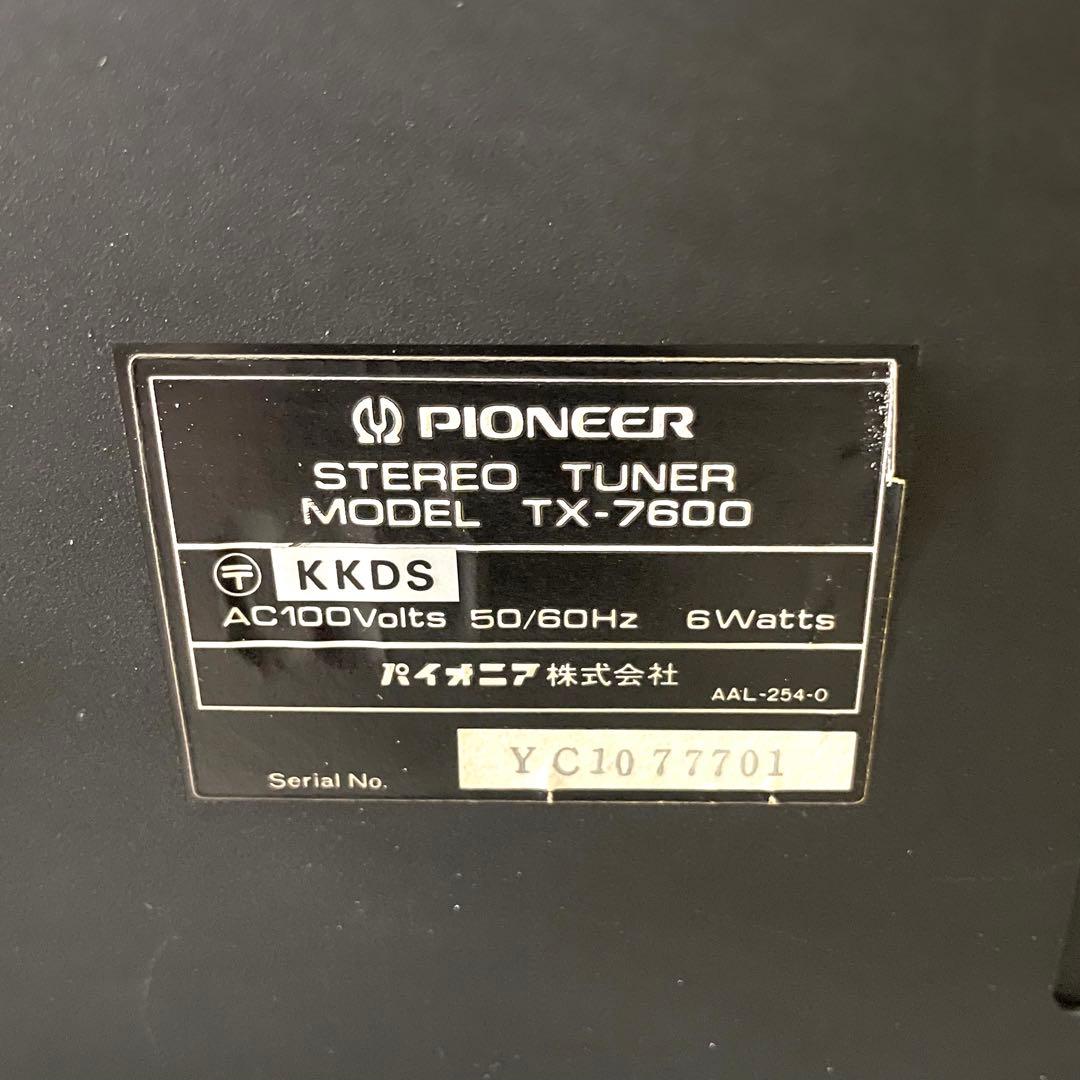 PIONEER
STEREO TUNER
MODEL TX-7600
〒 KKDS
AC100Volts 50/60Hz 6Watts
パイオニア株式会社
AAL-254-0
Serial No. YC1077701